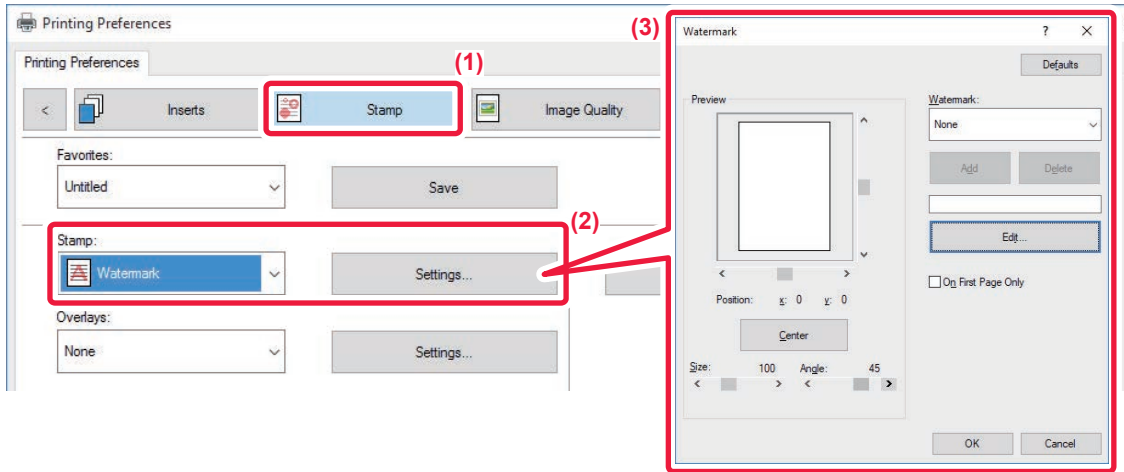 Printing Preferences
Printing Preferences
(1)
< Inserts Stamp Image Quality
Favorites:
Untitled Save
(2)
Stamp:
Watermark Settings...
Overlays:
None Settings...
(3)
Watermark ? ×
Defaults
Preview
Watermark:
None
Add Delete
Edit...
On First Page Only
Position: x: 0 y: 0
Center
Size: 100 Angle: 45
OK Cancel